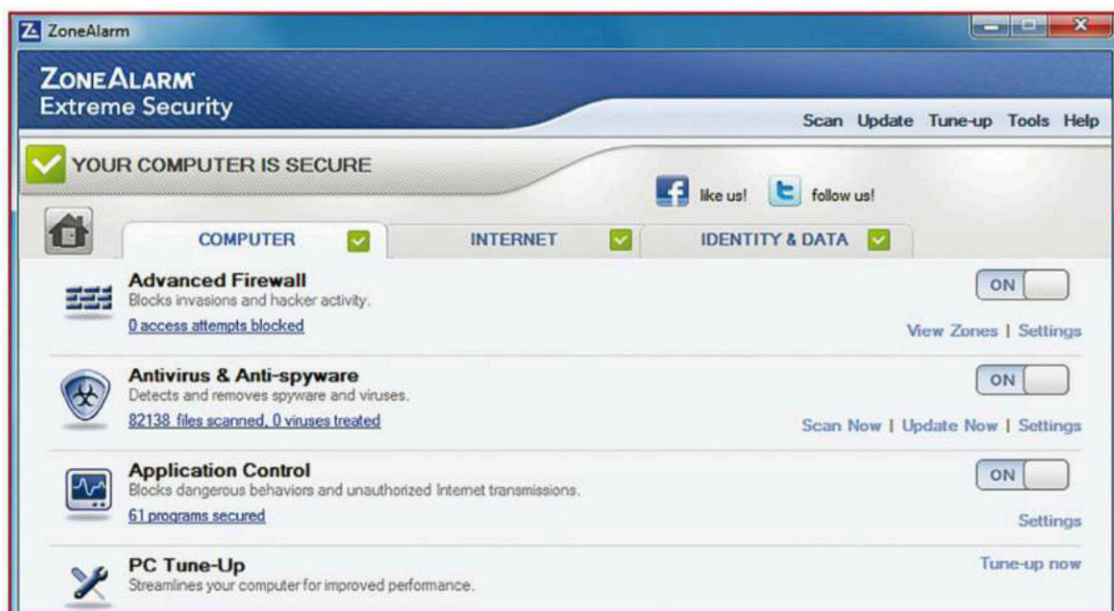 ZoneAlarm
ZONEALARM
Extreme Security
Scan Update Tune-up Tools Help
YOUR COMPUTER IS SECURE
like us! follow us!
COMPUTER INTERNET IDENTITY & DATA
Advanced Firewall
Blocks invasions and hacker activity.
ON
0 access attempts blocked
View Zones | Settings
Antivirus & Anti-spyware
Detects and removes spyware and viruses.
ON
82138 files scanned, 0 viruses treated
Scan Now | Update Now | Settings
Application Control
Blocks dangerous behaviors and unauthorized Internet transmissions.
ON
61 programs secured
Settings
PC Tune-Up
Tune-up now
Streamlines your computer for improved performance.